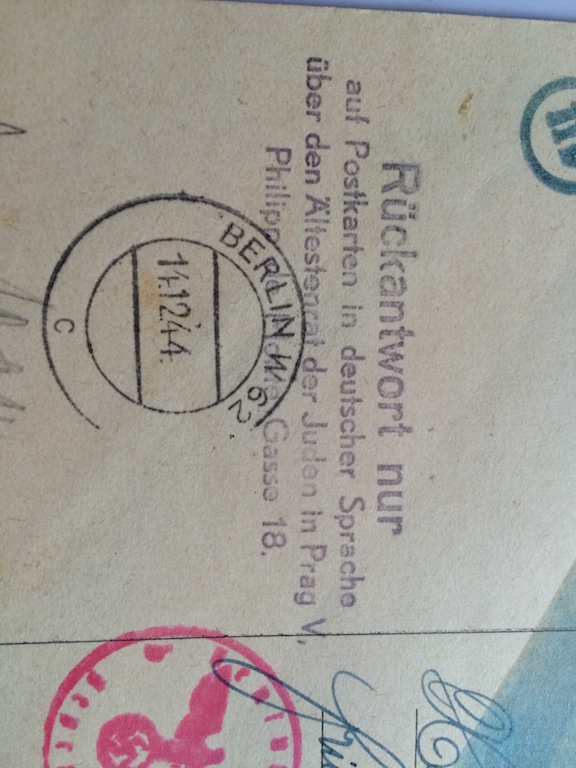 Rückantwort nur
auf Postkarten in deutscher Sprache
über den Ältestenrat der Juden in Prag V,
Gasse 18.
BERLIN W 62
14.12.44.
c